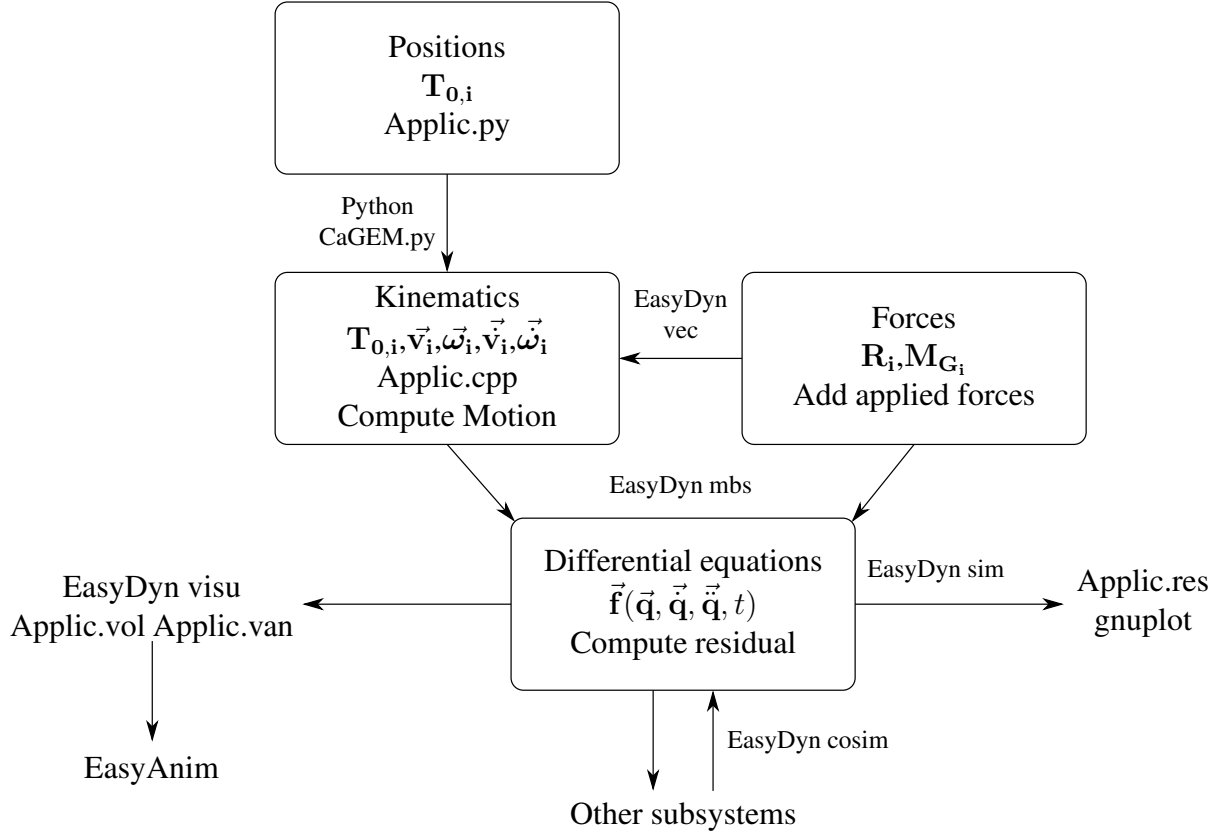 Positions
T₀,ᵢ
Applic.py
Python
CaGEM.py
Kinematics
T₀,ᵢ,v⃗ᵢ,ω⃗ᵢ,v̇⃗ᵢ,ω̇⃗ᵢ
Applic.cpp
Compute Motion
EasyDyn
vec
Forces
Rᵢ,M_Gᵢ
Add applied forces
EasyDyn mbs
Differential equations
f⃗(q⃗, q̇⃗, q̈⃗, t)
Compute residual
EasyDyn visu
Applic.vol Applic.van
EasyDyn sim
Applic.res
gnuplot
EasyAnim
EasyDyn cosim
Other subsystems